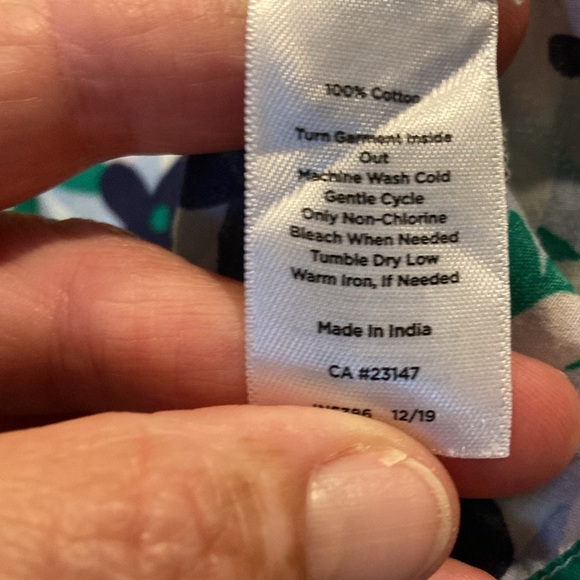 100% Cotton
Turn Garment Inside
Out
Machine Wash Cold
Gentle Cycle
Only Non-Chlorine
Bleach When Needed
Tumble Dry Low
Warm Iron, If Needed
Made In India
CA #23147
12/19